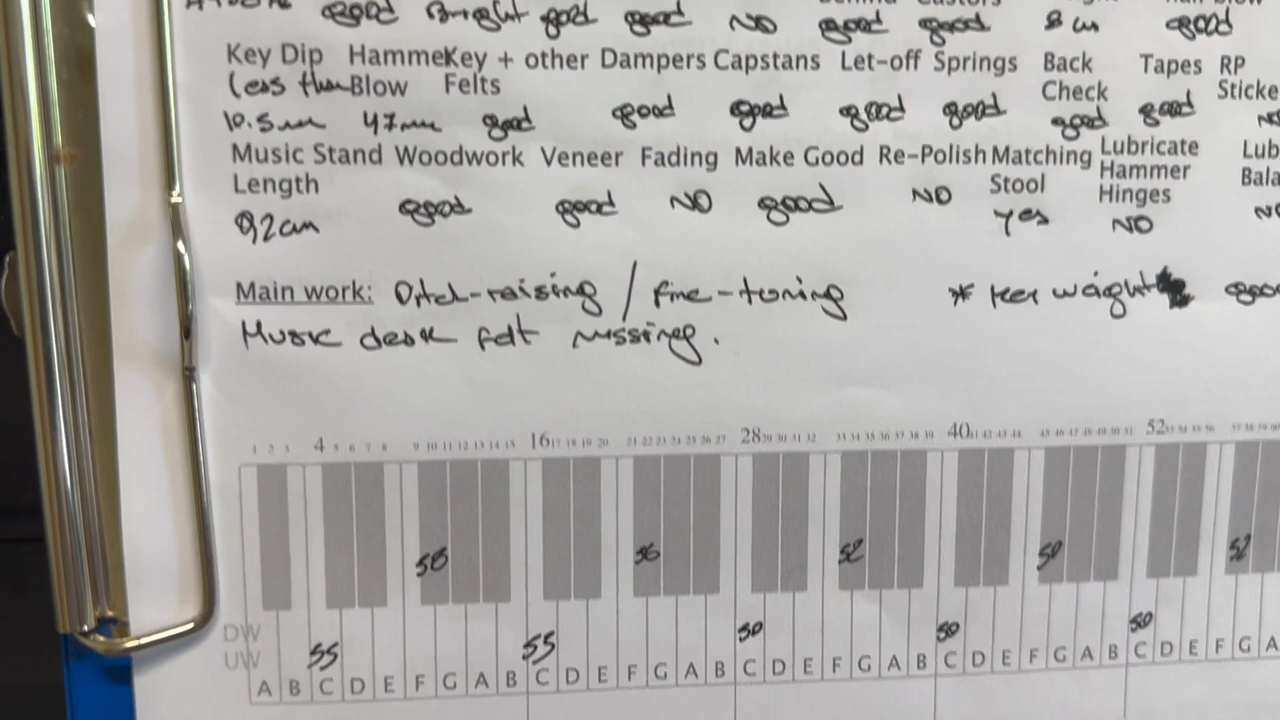 good Bright good good NO good good 8cm good
Key Dip Hammer Key + other Dampers Capstans Let-off Springs Back Tapes RP
Less than Blow Felts Check Sticke
10.5mm 47mm good good good good good good good NO
Music Stand Woodwork Veneer Fading Make Good Re-Polish Matching Lubricate Lub
Length Stool Hammer Bala
Hinges
92cm good good NO good NO Yes NO NO
Main work: Pitch-raising / fine-tuning * Key weight good
Music desk felt missing.
1 2 3 4 5 6 7 8 9 10 11 12 13 14 15 16 17 18 19 20 21 22 23 24 25 26 27 28 29 30 31 32 33 34 35 36 37 38 39 40 41 42 43 44 45 46 47 48 49 50 51 52 53 54 55 56 57 58 59 60
58 56 52 50 52
DW
55 55 50 50 50
UW
A B C D E F G A B C D E F G A B C D E F G A B C D E F G A B C D E F G A